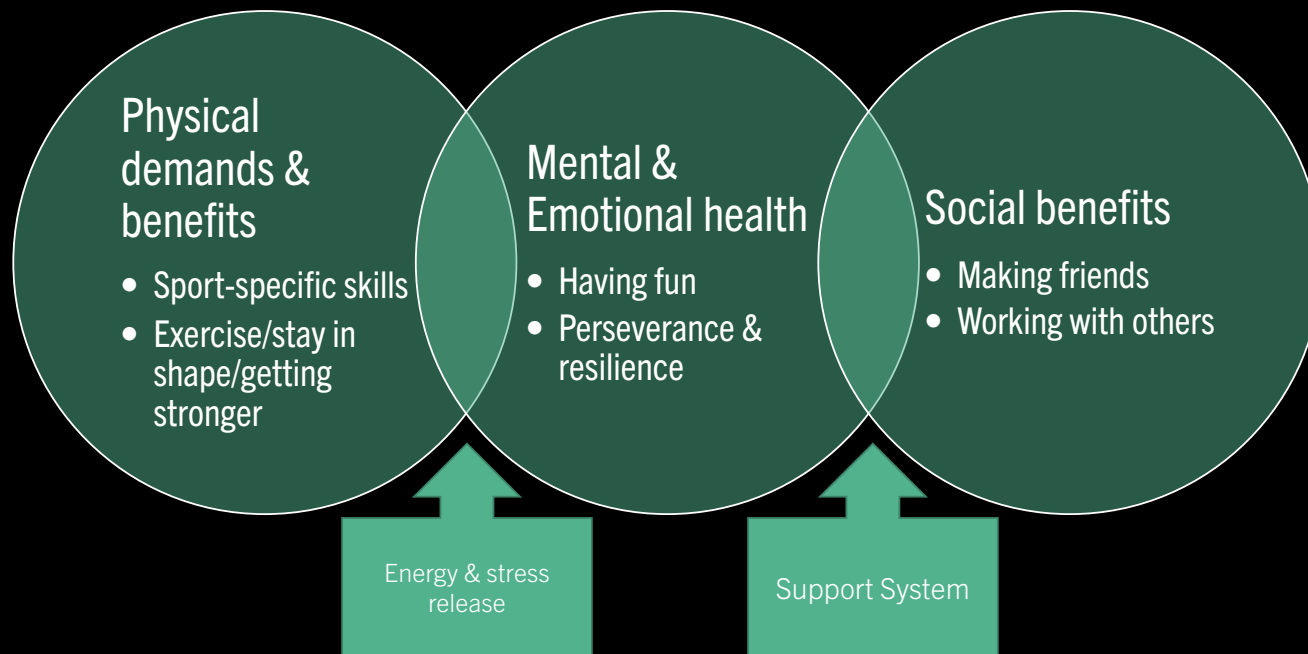 Physical
demands &
benefits
• Sport-specific skills
• Exercise/stay in
shape/getting
stronger
Mental &
Emotional health
• Having fun
• Perseverance &
resilience
Social benefits
• Making friends
• Working with others
Energy & stress
release
Support System